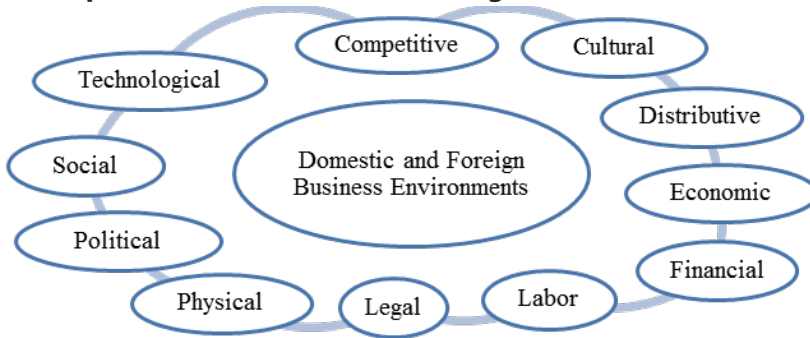 Competitive
Cultural
Technological
Distributive
Domestic and Foreign
Business Environments
Social
Economic
Political
Financial
Physical
Legal
Labor